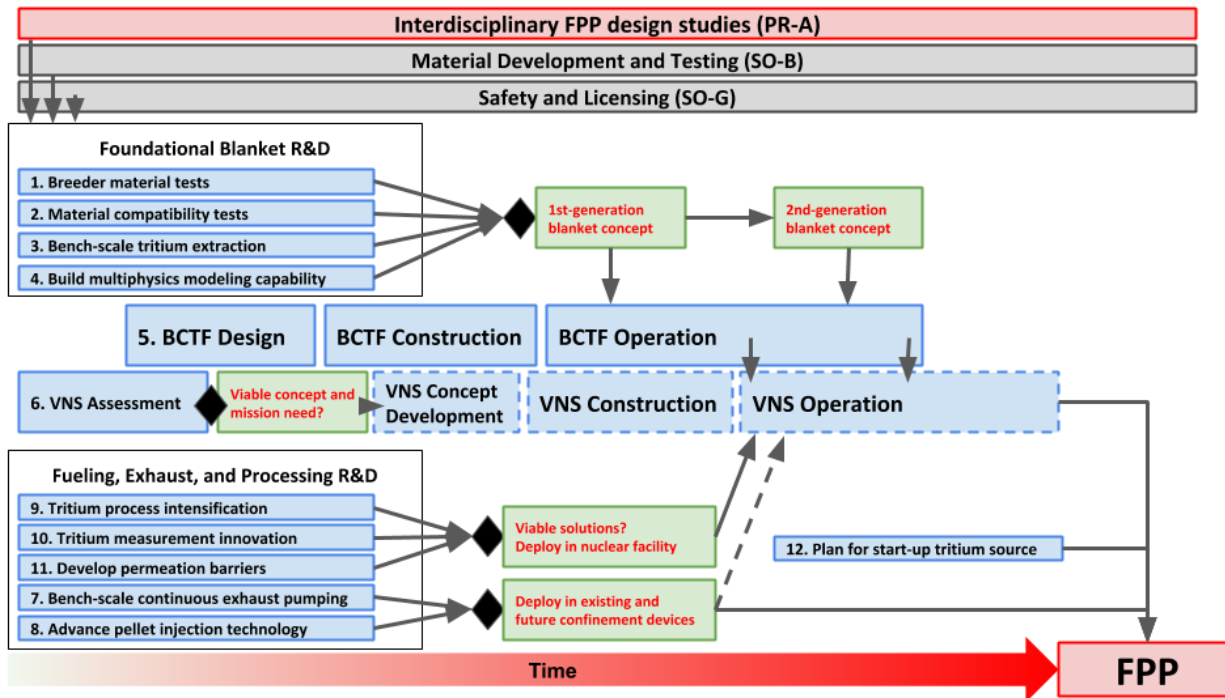 Interdisciplinary FPP design studies (PR-A)
Material Development and Testing (SO-B)
Safety and Licensing (SO-G)
Foundational Blanket R&D
1. Breeder material tests
2. Material compatibility tests
3. Bench-scale tritium extraction
4. Build multiphysics modeling capability
1st-generation
blanket concept
2nd-generation
blanket concept
5. BCTF Design
BCTF Construction
BCTF Operation
6. VNS Assessment
Viable concept and
mission need?
VNS Concept
Development
VNS Construction
VNS Operation
Fueling, Exhaust, and Processing R&D
9. Tritium process intensification
10. Tritium measurement innovation
11. Develop permeation barriers
7. Bench-scale continuous exhaust pumping
8. Advance pellet injection technology
Viable solutions?
Deploy in nuclear facility
Deploy in existing and
future confinement devices
12. Plan for start-up tritium source
Time
FPP